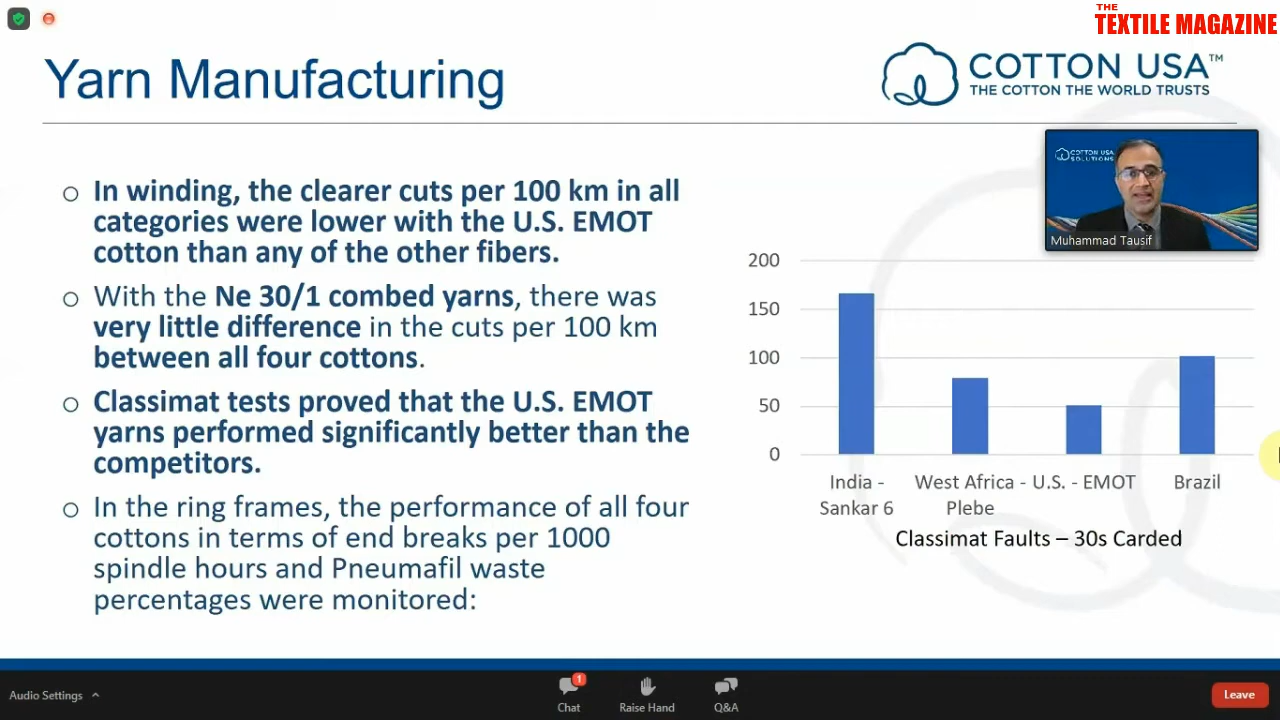 THE
TEXTILE MAGAZINE
Yarn Manufacturing
COTTON USA™
THE COTTON THE WORLD TRUSTS
COTTON USA
SOLUTIONS
Muhammad Tausif
○ In winding, the clearer cuts per 100 km in all
categories were lower with the U.S. EMOT
cotton than any of the other fibers.
○ With the Ne 30/1 combed yarns, there was
very little difference in the cuts per 100 km
between all four cottons.
○ Classimat tests proved that the U.S. EMOT
yarns performed significantly better than the
competitors.
○ In the ring frames, the performance of all four
cottons in terms of end breaks per 1000
spindle hours and Pneumafil waste
percentages were monitored:
200
150
100
50
0
India -
Sankar 6
West Africa -
Plebe
U.S. - EMOT
Brazil
Classimat Faults – 30s Carded
Audio Settings
1
Chat
Raise Hand
Q&A
Leave